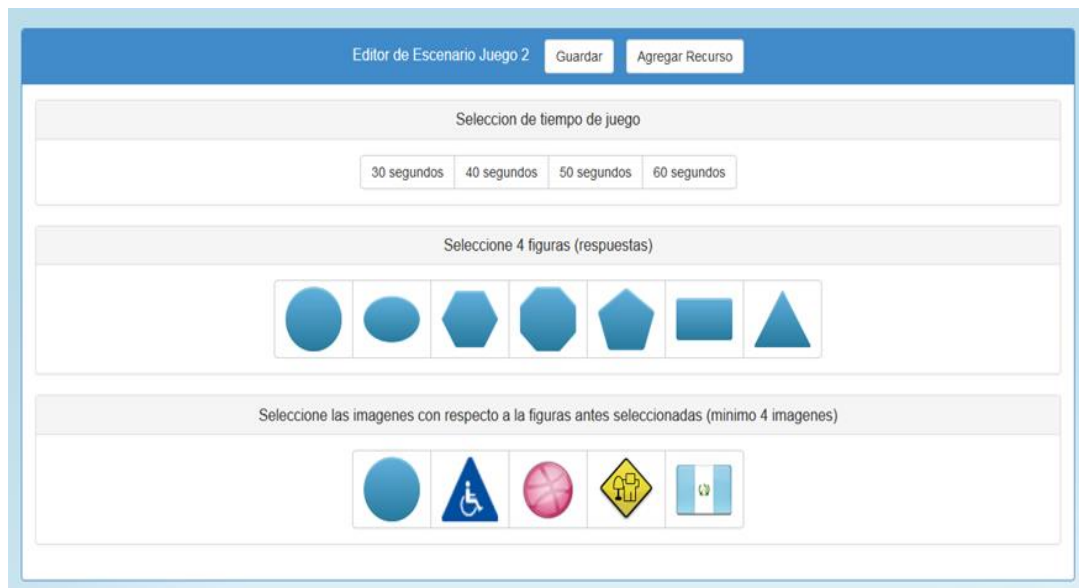 Editor de Escenario Juego 2 Guardar Agregar Recurso
Seleccion de tiempo de juego
30 segundos 40 segundos 50 segundos 60 segundos
Seleccione 4 figuras (respuestas)
Seleccione las imagenes con respecto a la figuras antes seleccionadas (minimo 4 imagenes)